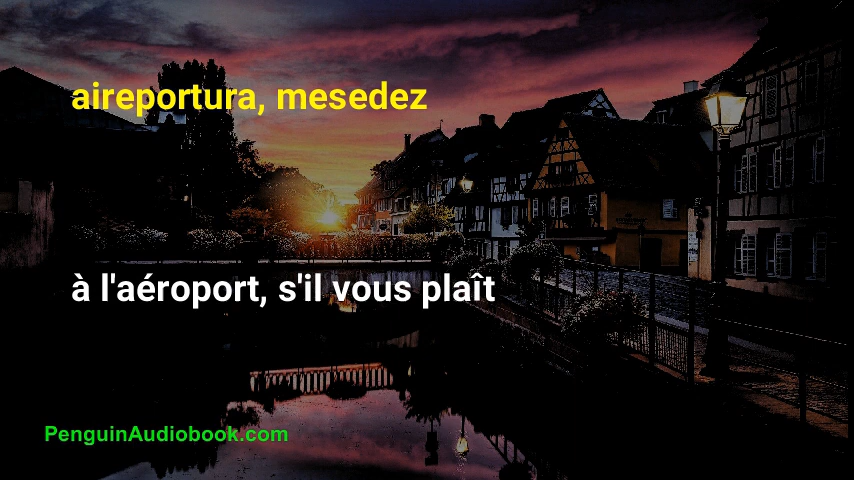 aireportura, mesedez
à l'aéroport, s'il vous plaît
PenguinAudiobook.com